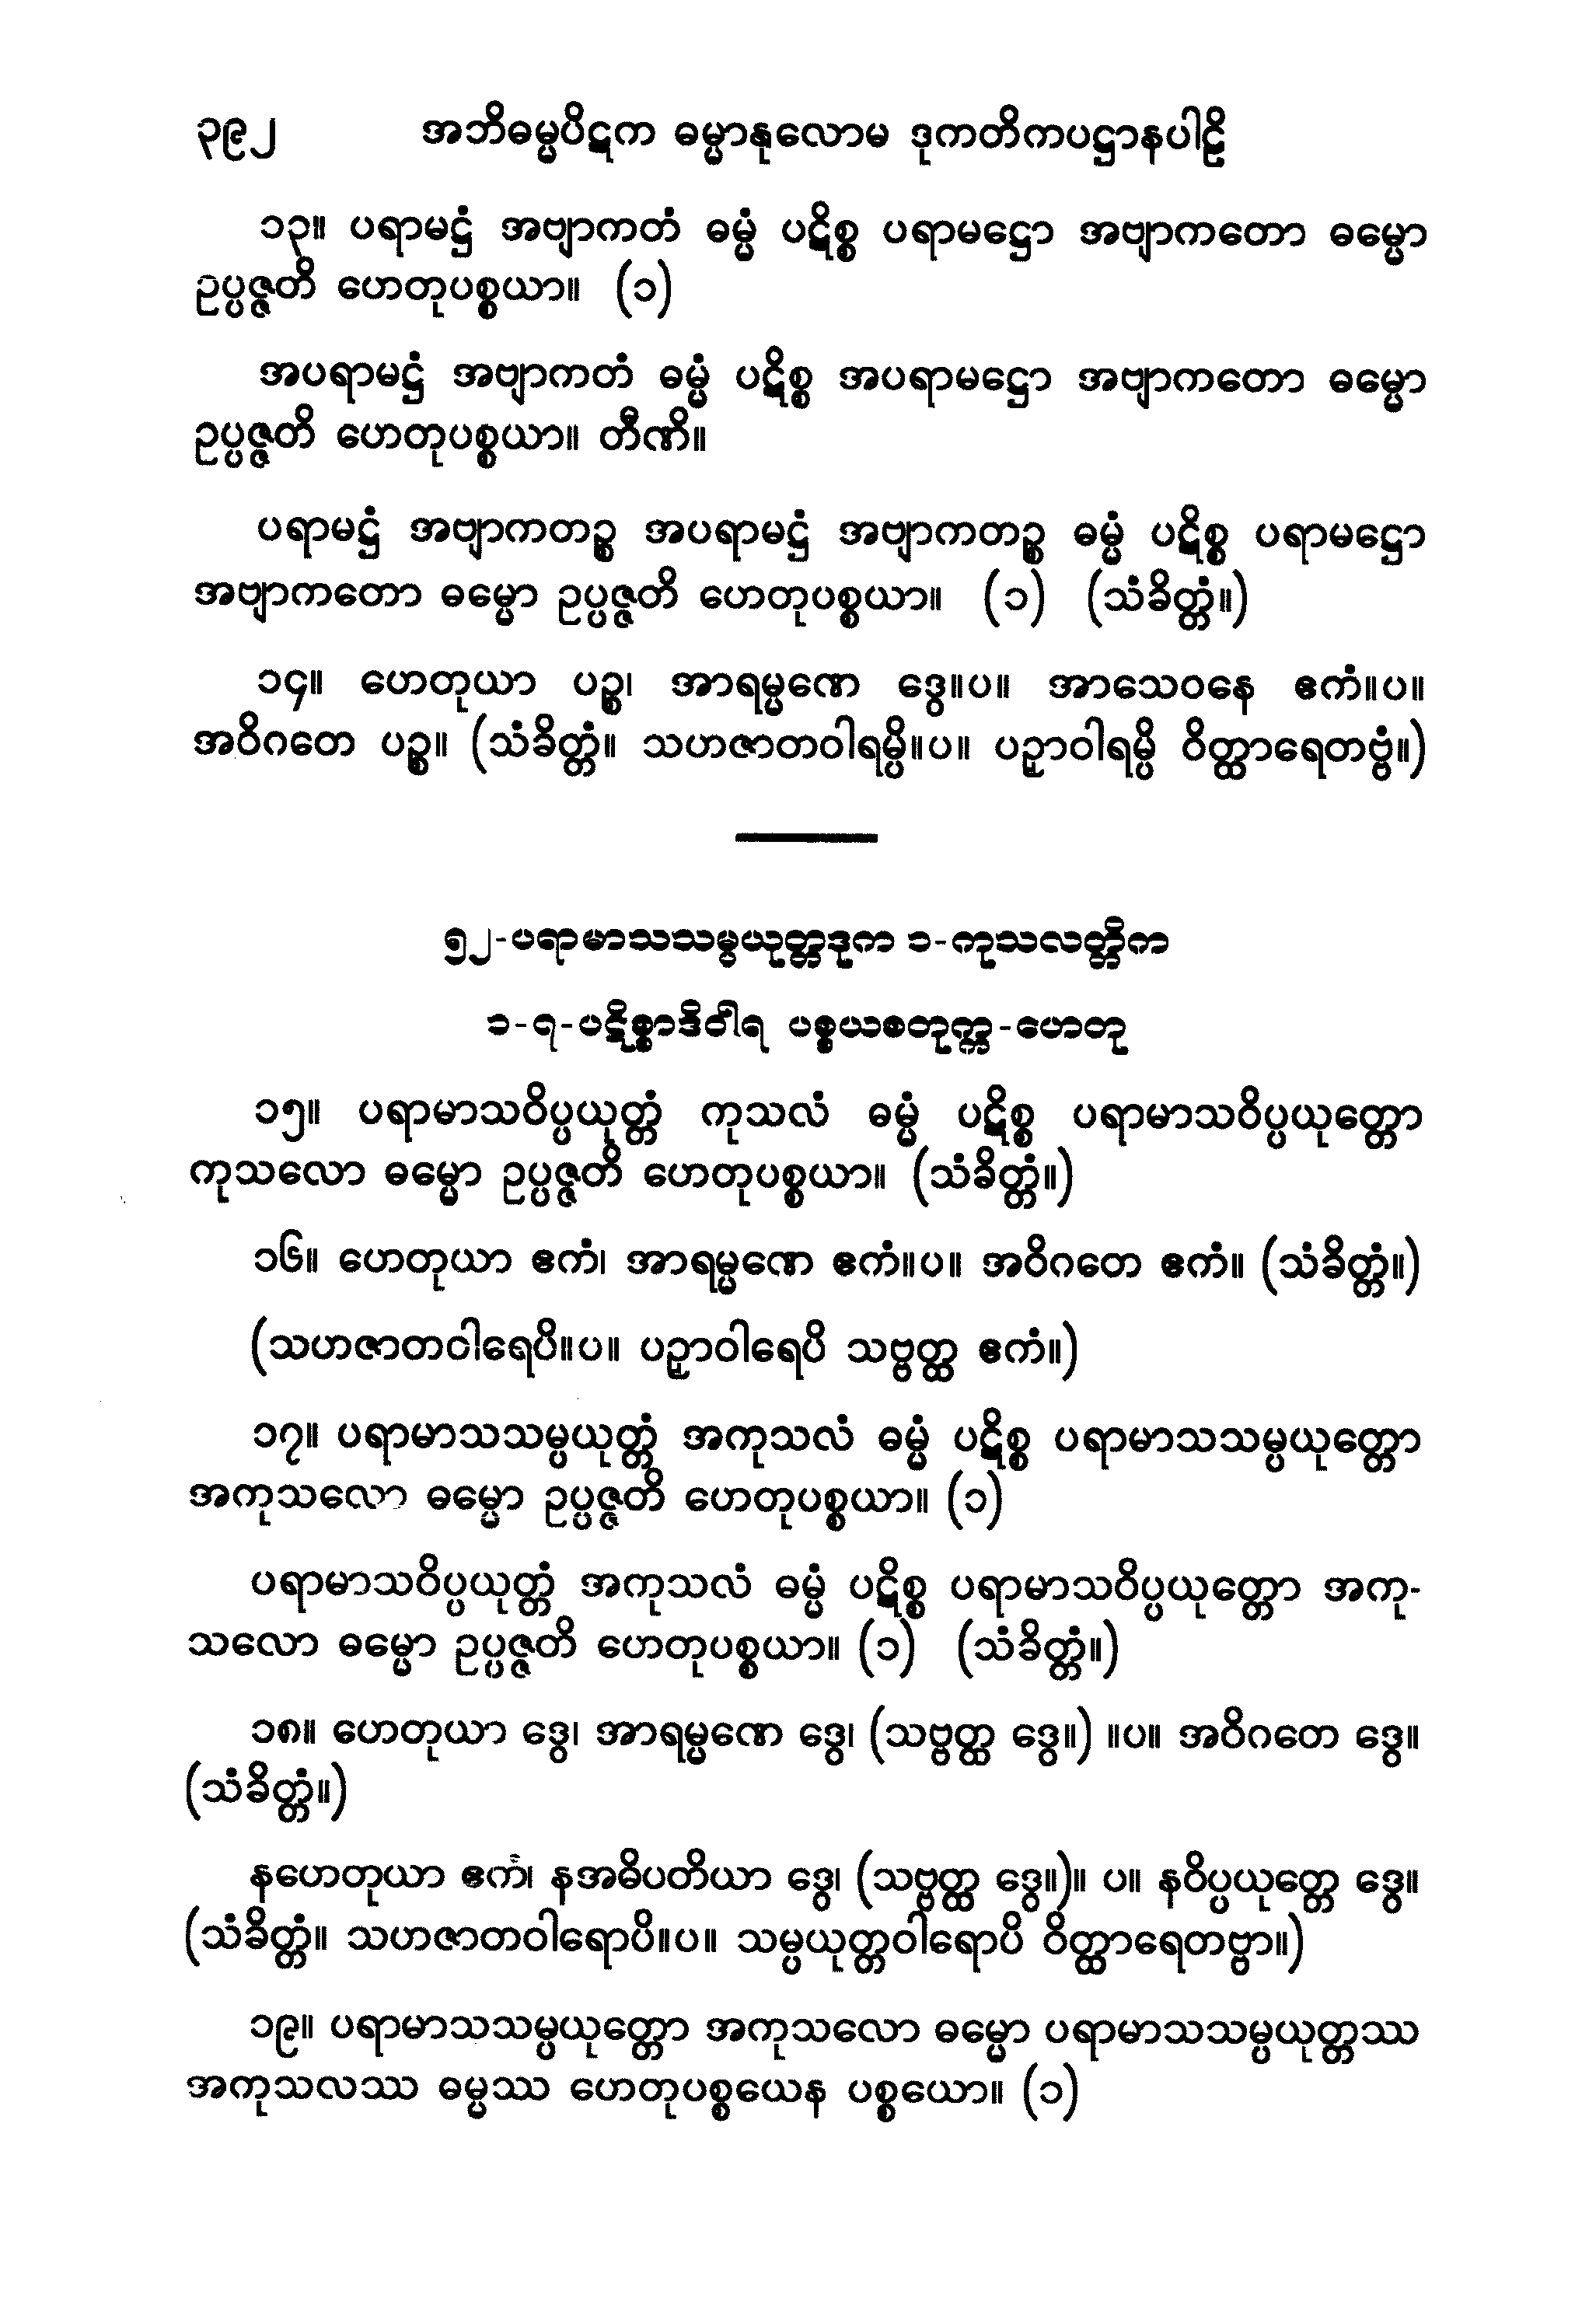 ၃၉၂ အဘိဓမ္မပိဋက ဓမ္မာနုလောမ ဒုကတိကပဋ္ဌာနပါဠိ
၁၃။ ပရာမဋ္ဌံ အဗျာကတံ ဓမ္မံ ပဋိစ္စ ပရာမဋ္ဌော အဗျာကတော ဓမ္မော
ဥပ္ပဇ္ဇတိ ဟေတုပစ္စယာ။ (၁)
အပရာမဋ္ဌံ အဗျာကတံ ဓမ္မံ ပဋိစ္စ အပရာမဋ္ဌော အဗျာကတော ဓမ္မော
ဥပ္ပဇ္ဇတိ ဟေတုပစ္စယာ။ တီဏိ။
ပရာမဋ္ဌံ အဗျာကတဉ္စ အပရာမဋ္ဌံ အဗျာကတဉ္စ ဓမ္မံ ပဋိစ္စ ပရာမဋ္ဌော
အဗျာကတော ဓမ္မော ဥပ္ပဇ္ဇတိ ဟေတုပစ္စယာ။ (၁) (သံခိတ္တံ။)
၁၄။ ဟေတုယာ ပဉ္စ၊ အာရမ္မဏေ ဒွေ။ပ။ အာသေဝနေ ဧကံ။ပ။
အဝိဂတေ ပဉ္စ။ (သံခိတ္တံ။ သဟဇာတဝါရမ္ပိ။ပ။ ပဉှာဝါရမ္ပိ ဝိတ္ထာရေတဗ္ဗံ။)
၅၂-ပရာမာသသမ္ပယုတ္တဒုက ၁-ကုသလတ္တိက
၁-၇-ပဋိစ္စာဒိဝါရ ပစ္စယစတုက္က-ဟေတု
၁၅။ ပရာမာသဝိပ္ပယုတ္တံ ကုသလံ ဓမ္မံ ပဋိစ္စ ပရာမာသဝိပ္ပယုတ္တော
ကုသလော ဓမ္မော ဥပ္ပဇ္ဇတိ ဟေတုပစ္စယာ။ (သံခိတ္တံ။)
၁၆။ ဟေတုယာ ဧကံ၊ အာရမ္မဏေ ဧကံ။ပ။ အဝိဂတေ ဧကံ။ (သံခိတ္တံ။)
(သဟဇာတဝါရေပိ။ပ။ ပဉှာဝါရေပိ သဗ္ဗတ္ထ ဧကံ။)
၁၇။ ပရာမာသသမ္ပယုတ္တံ အကုသလံ ဓမ္မံ ပဋိစ္စ ပရာမာသသမ္ပယုတ္တော
အကုသလော ဓမ္မော ဥပ္ပဇ္ဇတိ ဟေတုပစ္စယာ။ (၁)
ပရာမာသဝိပ္ပယုတ္တံ အကုသလံ ဓမ္မံ ပဋိစ္စ ပရာမာသဝိပ္ပယုတ္တော အကု-
သလော ဓမ္မော ဥပ္ပဇ္ဇတိ ဟေတုပစ္စယာ။ (၁) (သံခိတ္တံ။)
၁၈။ ဟေတုယာ ဒွေ၊ အာရမ္မဏေ ဒွေ၊ (သဗ္ဗတ္ထ ဒွေ။) ။ပ။ အဝိဂတေ ဒွေ။
(သံခိတ္တံ။)
နဟေတုယာ ဧကံ၊ နအဓိပတိယာ ဒွေ၊ (သဗ္ဗတ္ထ ဒွေ။)။ ပ။ နဝိပ္ပယုတ္တေ ဒွေ။
(သံခိတ္တံ။ သဟဇာတဝါရောပိ။ပ။ သမ္ပယုတ္တဝါရောပိ ဝိတ္ထာရေတဗ္ဗာ။)
၁၉။ ပရာမာသသမ္ပယုတ္တော အကုသလော ဓမ္မော ပရာမာသသမ္ပယုတ္တဿ
အကုသလဿ ဓမ္မဿ ဟေတုပစ္စယေန ပစ္စယော။ (၁)